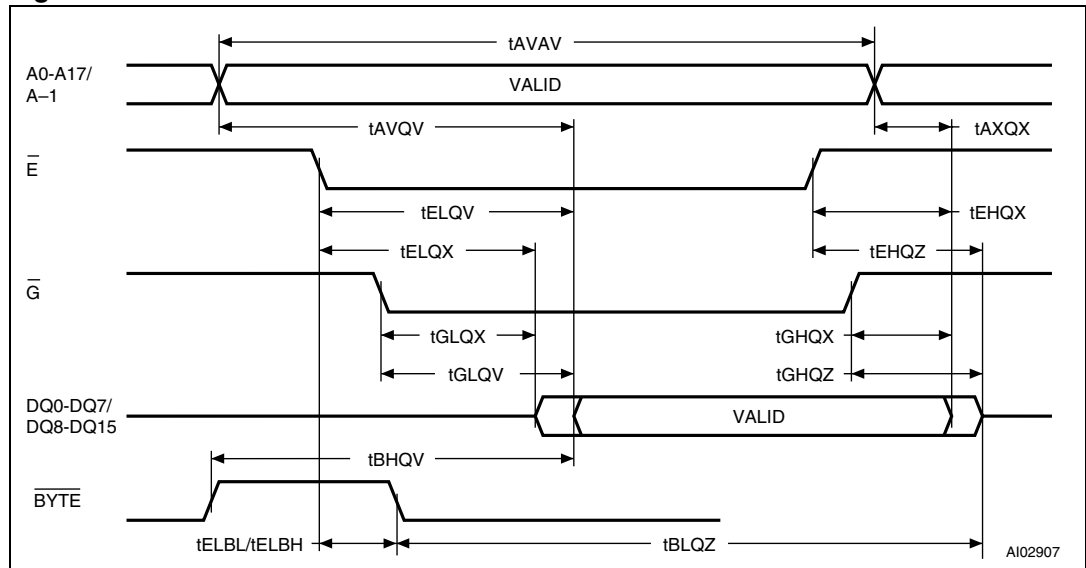 tAVAV
A0-A17/
A–1
VALID
tAVQV
tAXQX
E
tELQV
tEHQX
tELQX
tEHQZ
G
tGLQX
tGHQX
tGLQV
tGHQZ
DQ0-DQ7/
DQ8-DQ15
VALID
tBHQV
BYTE
tELBL/tELBH
tBLQZ
AI02907